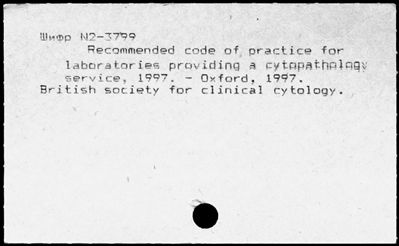 Шифр N2-3799
Recommended code of practice for
laboratories providing a cytopathology
service, 1997. - Oxford, 1997.
British society for clinical cytology.